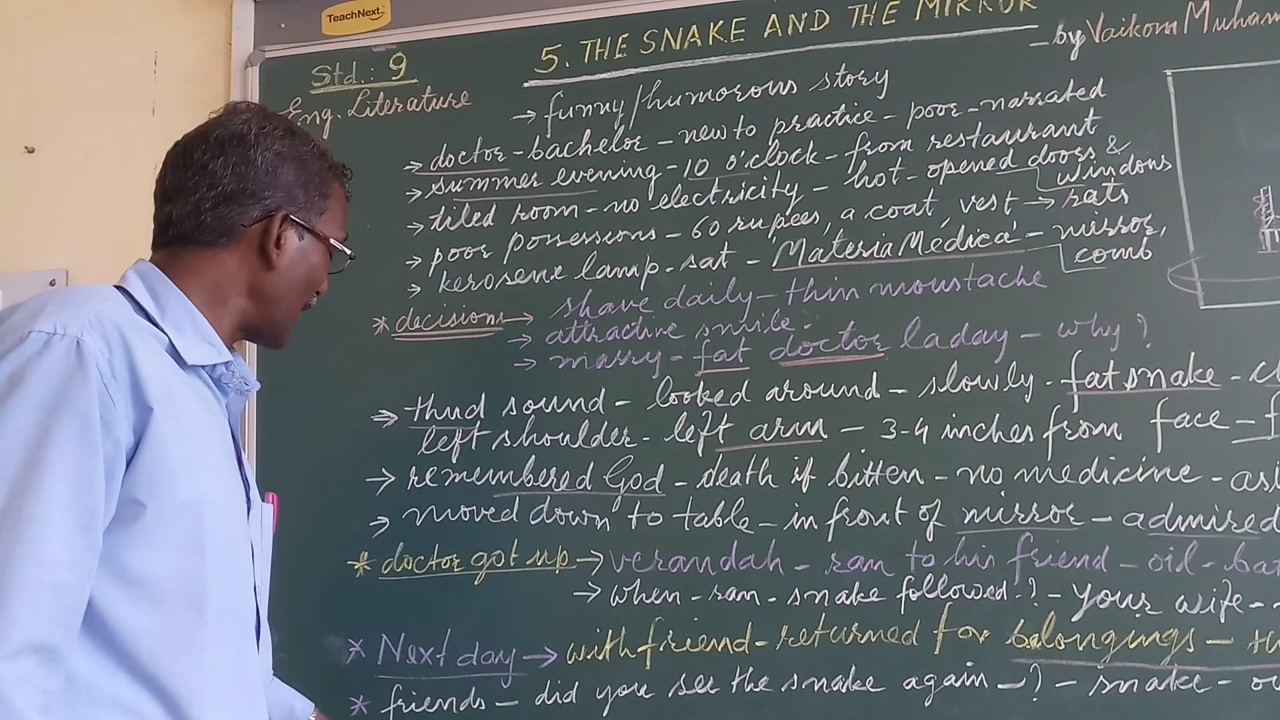 TeachNext
5. THE SNAKE AND THE MIRROR
- by Vaikom Muham
Std.: 9
Eng. Literature
→ funny/humorous story
→ doctor - bachelor - new to practice - poor - narrated
→ summer evening - 10 o'clock - from restaurant
→ tiled room - no electricity - hot - opened doors &
windows
→ poor possessions - 60 rupees, a coat, vest → rats
→ kerosene lamp - sat - 'Materia Medica' - mirror,
comb
* decisions → shave daily - thin moustache
→ attractive smile.
→ marry - fat doctor laday - why?
→ thud sound - looked around - slowly - fat snake -
left shoulder - left arm - 3-4 inches from face -
→ remembered God - death if bitten - no medicine -
→ moved down to table - in front of mirror - admired
* doctor got up → verandah - ran to his friend - oil -
→ when - ran - snake followed.? - your wife -
* Next day → with friend - returned for belongings -
* friends - did you see the snake again -? - snake -